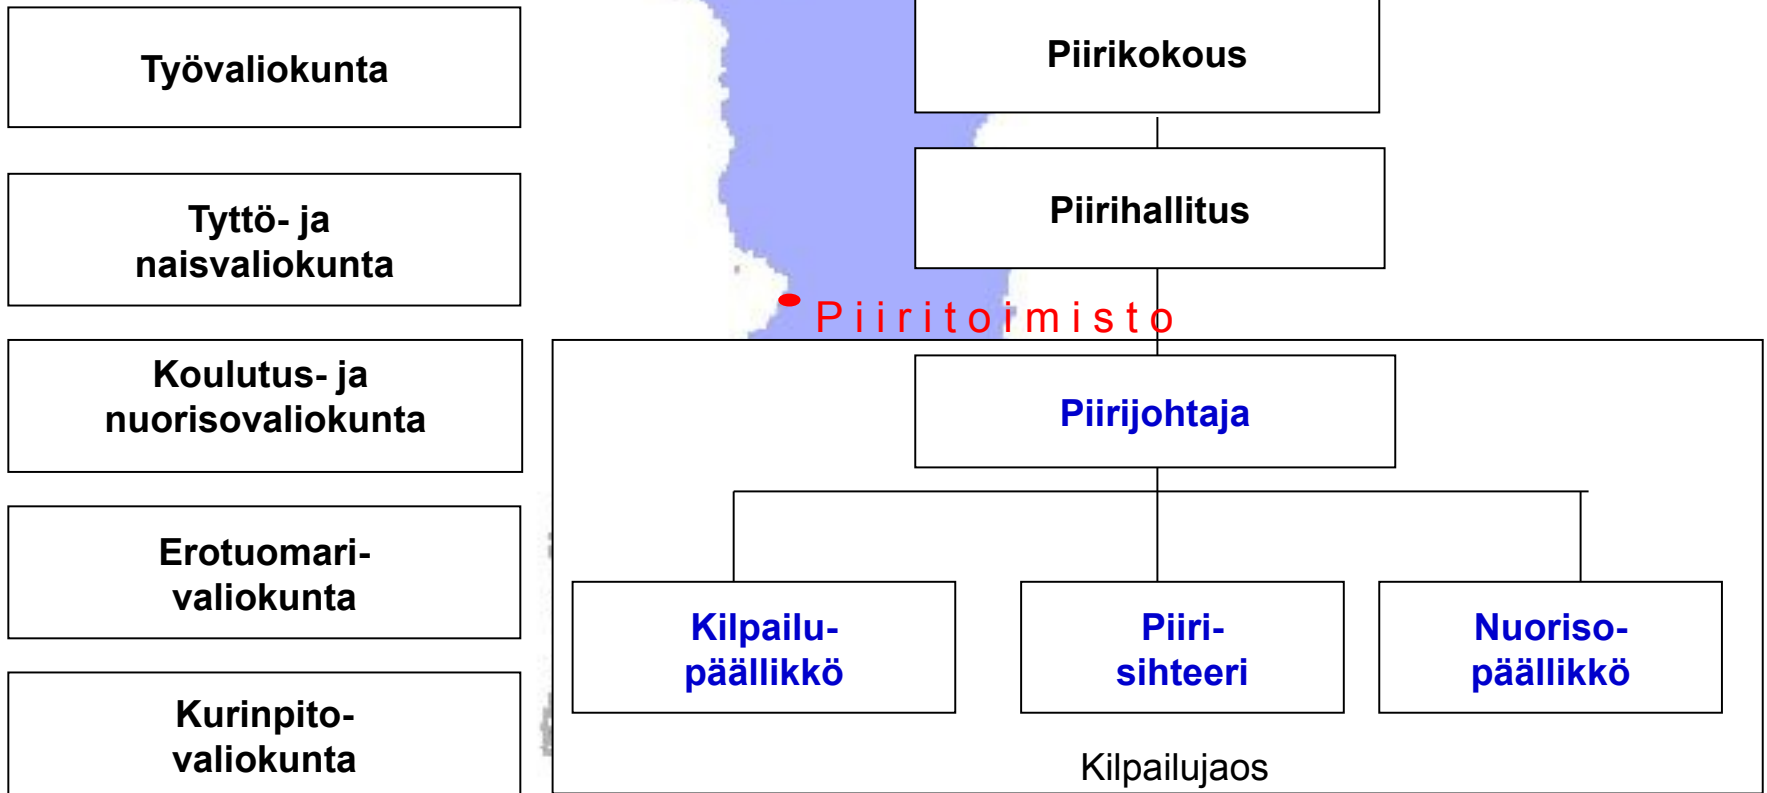 Työvaliokunta
Tyttö- ja
naisvaliokunta
Koulutus- ja
nuorisovaliokunta
Erotuomari-
valiokunta
Kurinpito-
valiokunta
Piirikokous
Piirihallitus
Piiritoimisto
Piirijohtaja
Kilpailu-
päällikkö
Piiri-
sihteeri
Nuoriso-
päällikkö
Kilpailujaos